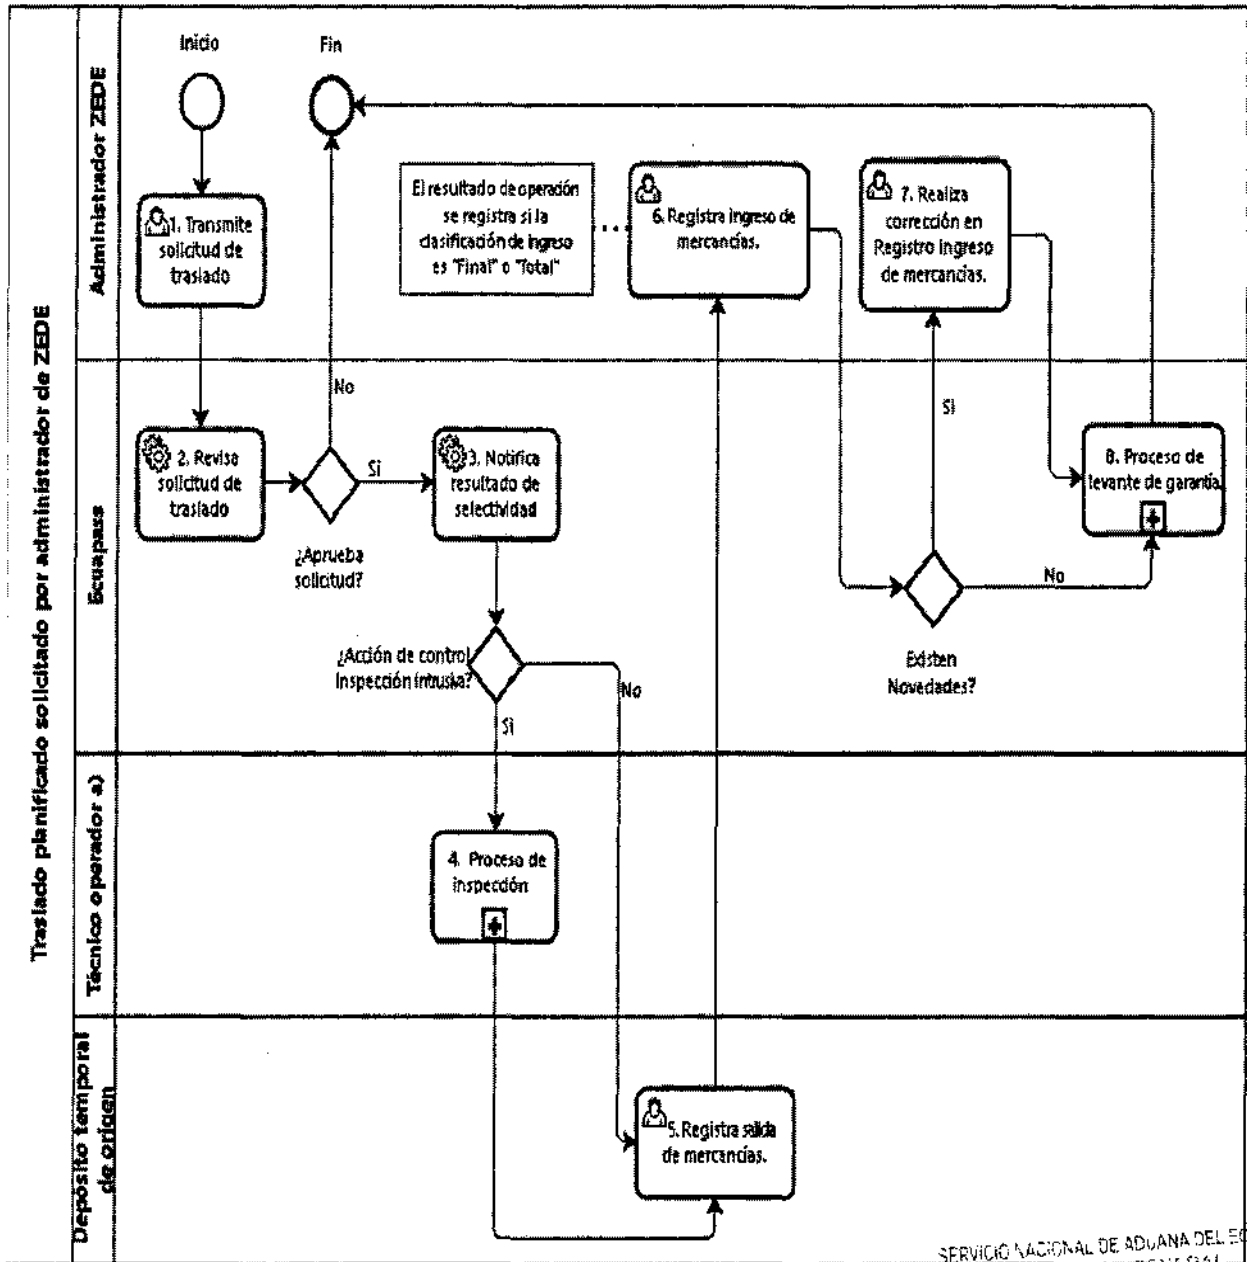 Traslado planificado solicitado por administrador de ZEDE
Administrador ZEDE
Inicio
Fin
1. Transmite
solicitud de
traslado
El resultado de operación
se registra si la
clasificación de ingreso
es "Final" o "Total"
6. Registra ingreso de
mercancías.
7. Realiza
corrección en
Registro Ingreso
de mercancías.
Ecuapass
2. Revisa
solicitud de
traslado
No
Si
¿Aprueba
solicitud?
3. Notifica
resultado de
selectividad
¿Acción de control
Inspección Intrusiva?
No
Si
Si
No
Existen
Novedades?
8. Proceso de
levante de garantía.
Técnico operador a)
4. Proceso de
inspección
Depósito temporal
de origen
5. Registra salida
de mercancías.
SERVICIO NACIONAL DE ADUANA DEL